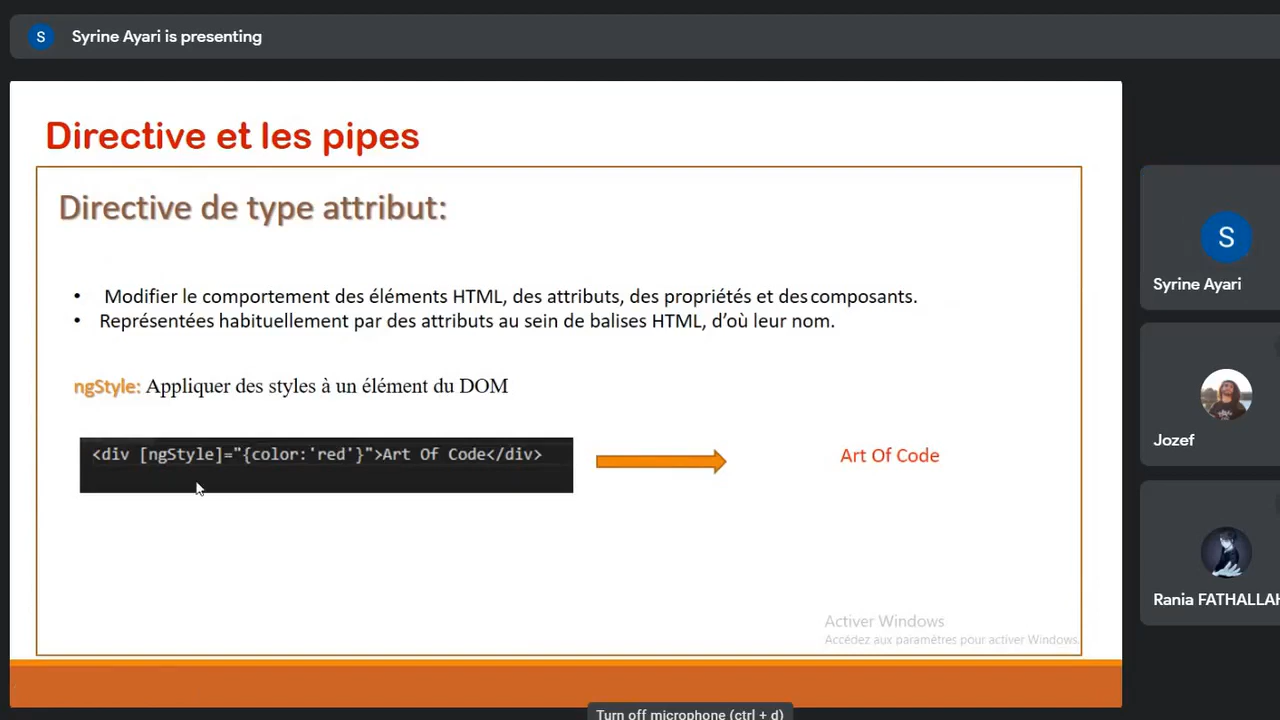 S
Syrine Ayari is presenting
Directive et les pipes
Directive de type attribut:
• Modifier le comportement des éléments HTML, des attributs, des propriétés et des composants.
• Représentées habituellement par des attributs au sein de balises HTML, d’où leur nom.
ngStyle: Appliquer des styles à un élément du DOM
<div [ngStyle]="{color:'red'}">Art Of Code</div>
Art Of Code
Activer Windows
Accédez aux paramètres pour activer Windows.
S
Syrine Ayari
Jozef
Rania FATHALLAH
Turn off microphone (ctrl + d)